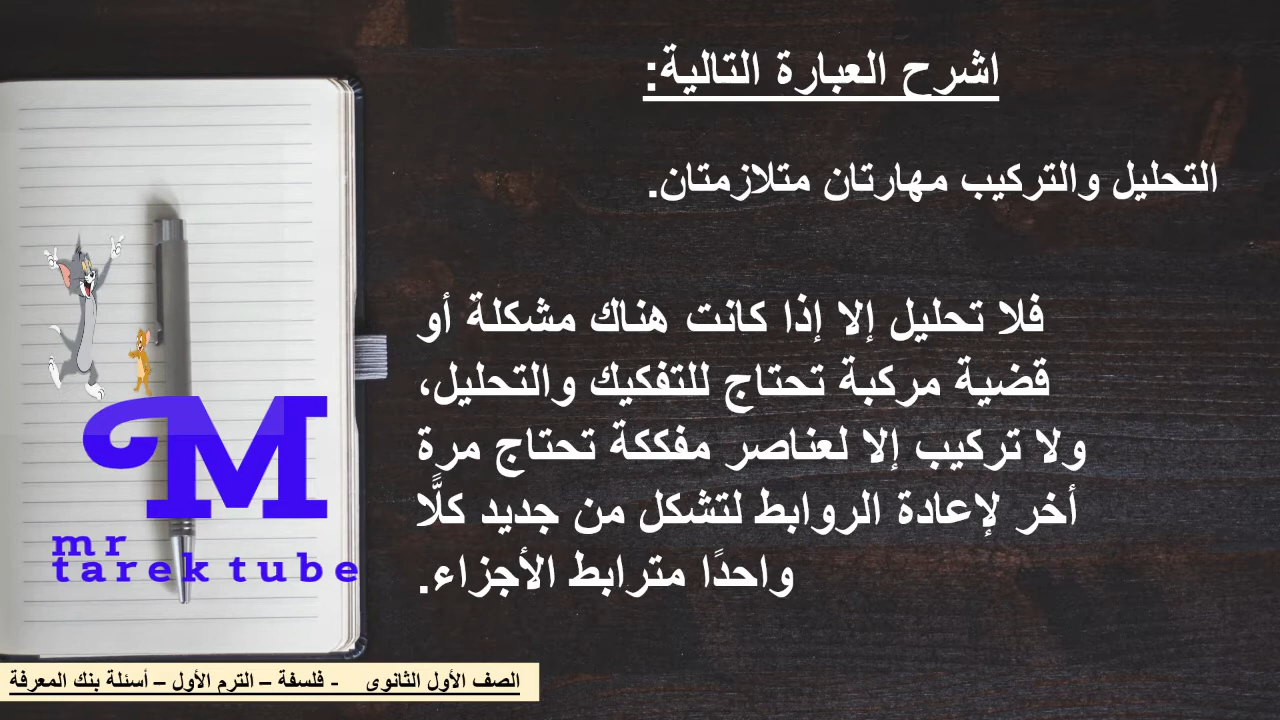 اشرح العبارة التالية:
التحليل والتركيب مهارتان متلازمتان.
فلا تحليل إلا إذا كانت هناك مشكلة أو
قضية مركبة تحتاج للتفكيك والتحليل،
ولا تركيب إلا لعناصر مفككة تحتاج مرة
أخر لإعادة الروابط لتشكل من جديد كلًّا
واحدًا مترابط الأجزاء.
M
mr
tarek tube
الصف الأول الثانوى - فلسفة – الترم الأول – أسئلة بنك المعرفة